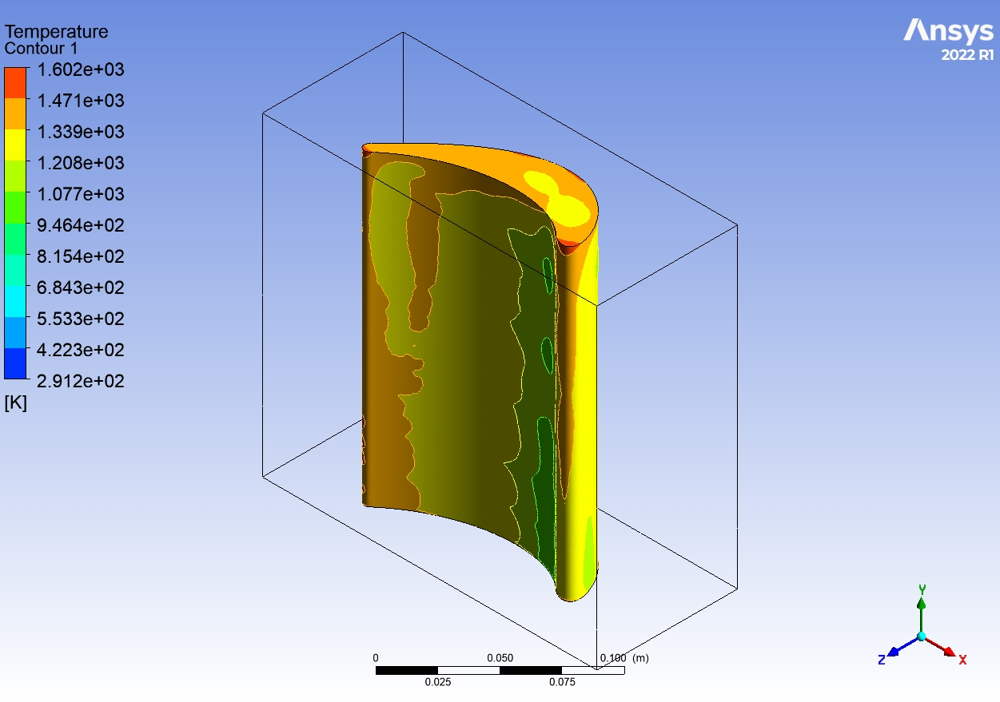 Temperature
Contour 1
1.602e+03
1.471e+03
1.339e+03
1.208e+03
1.077e+03
9.464e+02
8.154e+02
6.843e+02
5.533e+02
4.223e+02
2.912e+02
[K]
Ansys
2022 R1
0 0.050 0.100 (m)
0.025 0.075
Y
Z X